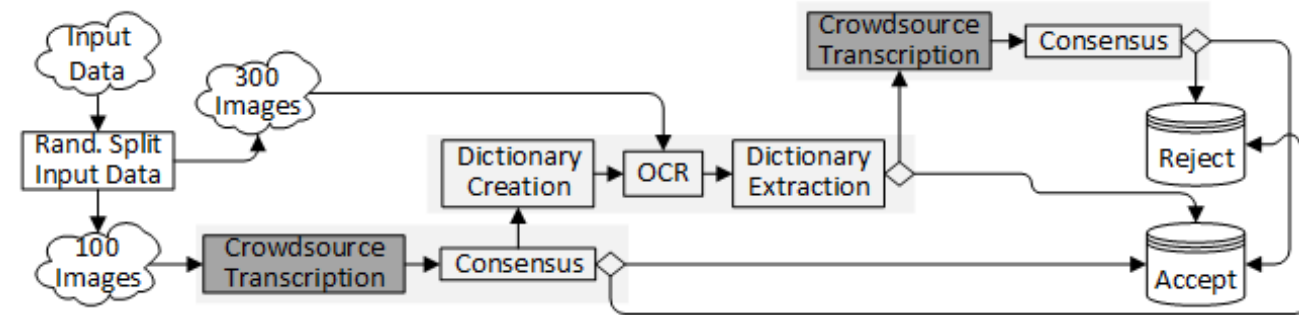 Input
Data
Rand. Split
Input Data
300
Images
100
Images
Crowdsource
Transcription
Consensus
Dictionary
Creation
OCR
Dictionary
Extraction
Crowdsource
Transcription
Consensus
Reject
Accept